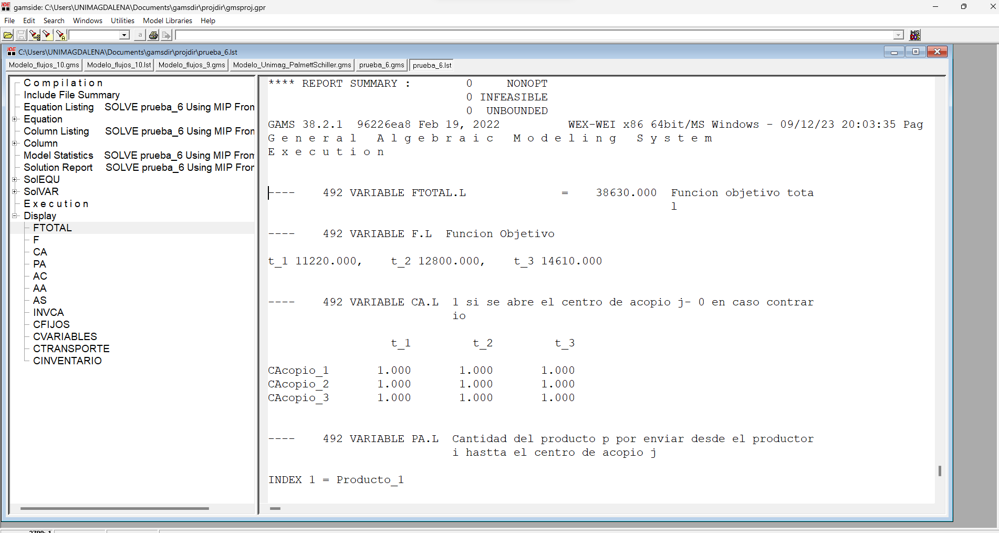 gamside: C:\Users\UNIMAGDALENA\Documents\gamsdir\projdir\gmsproj.gpr
File Edit Search Windows Utilities Model Libraries Help
a
C:\Users\UNIMAGDALENA\Documents\gamsdir\projdir\prueba_6.lst
Modelo_flujos_10.gms Modelo_flujos_10.lst Modelo_flujos_9.gms Modelo_Unimag_PalmettSchiller.gms prueba_6.gms prueba_6.lst
C o m p i l a t i o n
Include File Summary
Equation Listing SOLVE prueba_6 Using MIP From
Equation
Column Listing SOLVE prueba_6 Using MIP From
Column
Model Statistics SOLVE prueba_6 Using MIP From
Solution Report SOLVE prueba_6 Using MIP From
SolEQU
SolVAR
E x e c u t i o n
Display
FTOTAL
F
CA
PA
AC
AA
AS
INVCA
CFIJOS
CVARIABLES
CTRANSPORTE
CINVENTARIO
**** REPORT SUMMARY : 0 NONOPT
0 INFEASIBLE
0 UNBOUNDED
GAMS 38.2.1 96226ea8 Feb 19, 2022 WEX-WEI x86 64bit/MS Windows - 09/12/23 20:03:35 Pag
G e n e r a l A l g e b r a i c M o d e l i n g S y s t e m
E x e c u t i o n
---- 492 VARIABLE FTOTAL.L = 38630.000 Funcion objetivo tota
l
---- 492 VARIABLE F.L Funcion Objetivo
t_1 11220.000, t_2 12800.000, t_3 14610.000
---- 492 VARIABLE CA.L 1 si se abre el centro de acopio j- 0 en caso contrar
io
t_1 t_2 t_3
CAcopio_1 1.000 1.000 1.000
CAcopio_2 1.000 1.000 1.000
CAcopio_3 1.000 1.000 1.000
---- 492 VARIABLE PA.L Cantidad del producto p por enviar desde el productor
i hastta el centro de acopio j
INDEX 1 = Producto_1